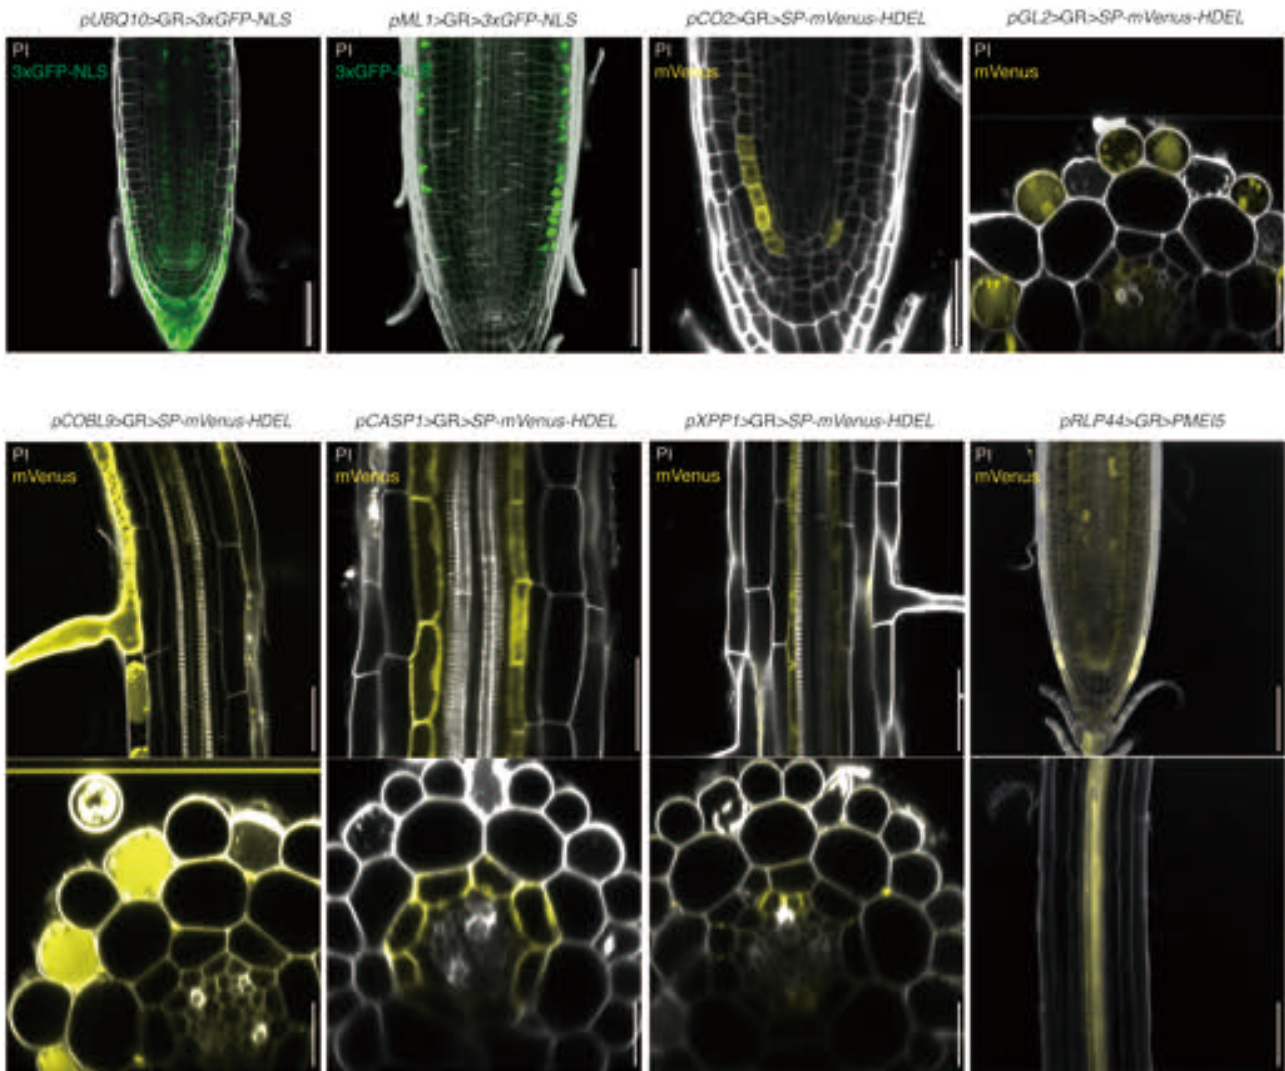 pUBQ10>GR>3xGFP-NLS
pML1>GR>3xGFP-NLS
pCO2>GR>SP-mVenus-HDEL
pGL2>GR>SP-mVenus-HDEL
PI
3xGFP-NLS
PI
3xGFP-NLS
PI
mVenus
PI
mVenus
pCOBL9>GR>SP-mVenus-HDEL
pCASP1>GR>SP-mVenus-HDEL
pXPP1>GR>SP-mVenus-HDEL
pRLP44>GR>PMEI5
PI
mVenus
PI
mVenus
PI
mVenus
PI
mVenus